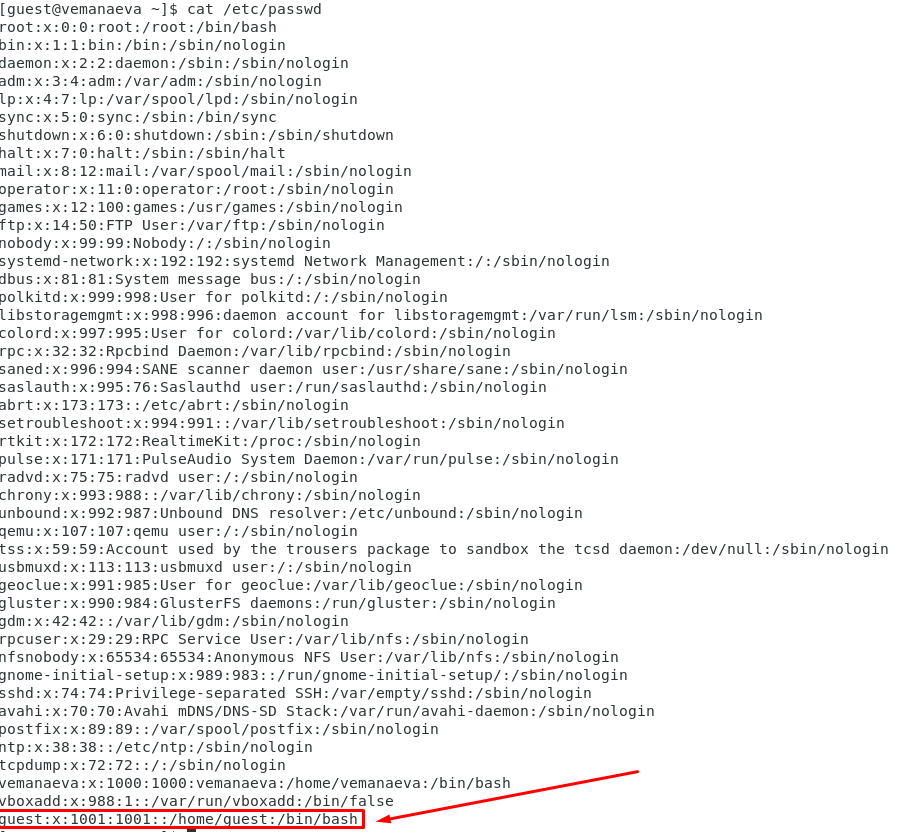 [guest@vemanaeva ~]$ cat /etc/passwd
root:x:0:0:root:/root:/bin/bash
bin:x:1:1:bin:/bin:/sbin/nologin
daemon:x:2:2:daemon:/sbin:/sbin/nologin
adm:x:3:4:adm:/var/adm:/sbin/nologin
lp:x:4:7:lp:/var/spool/lpd:/sbin/nologin
sync:x:5:0:sync:/sbin:/bin/sync
shutdown:x:6:0:shutdown:/sbin:/sbin/shutdown
halt:x:7:0:halt:/sbin:/sbin/halt
mail:x:8:12:mail:/var/spool/mail:/sbin/nologin
operator:x:11:0:operator:/root:/sbin/nologin
games:x:12:100:games:/usr/games:/sbin/nologin
ftp:x:14:50:FTP User:/var/ftp:/sbin/nologin
nobody:x:99:99:Nobody:/:/sbin/nologin
systemd-network:x:192:192:systemd Network Management:/:/sbin/nologin
dbus:x:81:81:System message bus:/:/sbin/nologin
polkitd:x:999:998:User for polkitd:/:/sbin/nologin
libstoragemgmt:x:998:996:daemon account for libstoragemgmt:/var/run/lsm:/sbin/nologin
colord:x:997:995:User for colord:/var/lib/colord:/sbin/nologin
rpc:x:32:32:Rpcbind Daemon:/var/lib/rpcbind:/sbin/nologin
saned:x:996:994:SANE scanner daemon user:/usr/share/sane:/sbin/nologin
saslauth:x:995:76:Saslauthd user:/run/saslauthd:/sbin/nologin
abrt:x:173:173::/etc/abrt:/sbin/nologin
setroubleshoot:x:994:991::/var/lib/setroubleshoot:/sbin/nologin
rtkit:x:172:172:RealtimeKit:/proc:/sbin/nologin
pulse:x:171:171:PulseAudio System Daemon:/var/run/pulse:/sbin/nologin
radvd:x:75:75:radvd user:/:/sbin/nologin
chrony:x:993:988::/var/lib/chrony:/sbin/nologin
unbound:x:992:987:Unbound DNS resolver:/etc/unbound:/sbin/nologin
qemu:x:107:107:qemu user:/:/sbin/nologin
tss:x:59:59:Account used by the trousers package to sandbox the tcsd daemon:/dev/null:/sbin/nologin
usbmuxd:x:113:113:usbmuxd user:/:/sbin/nologin
geoclue:x:991:985:User for geoclue:/var/lib/geoclue:/sbin/nologin
gluster:x:990:984:GlusterFS daemons:/run/gluster:/sbin/nologin
gdm:x:42:42::/var/lib/gdm:/sbin/nologin
rpcuser:x:29:29:RPC Service User:/var/lib/nfs:/sbin/nologin
nfsnobody:x:65534:65534:Anonymous NFS User:/var/lib/nfs:/sbin/nologin
gnome-initial-setup:x:989:983::/run/gnome-initial-setup/:/sbin/nologin
sshd:x:74:74:Privilege-separated SSH:/var/empty/sshd:/sbin/nologin
avahi:x:70:70:Avahi mDNS/DNS-SD Stack:/var/run/avahi-daemon:/sbin/nologin
postfix:x:89:89::/var/spool/postfix:/sbin/nologin
ntp:x:38:38::/etc/ntp:/sbin/nologin
tcpdump:x:72:72::/:/sbin/nologin
vemanaeva:x:1000:1000:vemanaeva:/home/vemanaeva:/bin/bash
vboxadd:x:988:1::/var/run/vboxadd:/bin/false
guest:x:1001:1001::/home/guest:/bin/bash